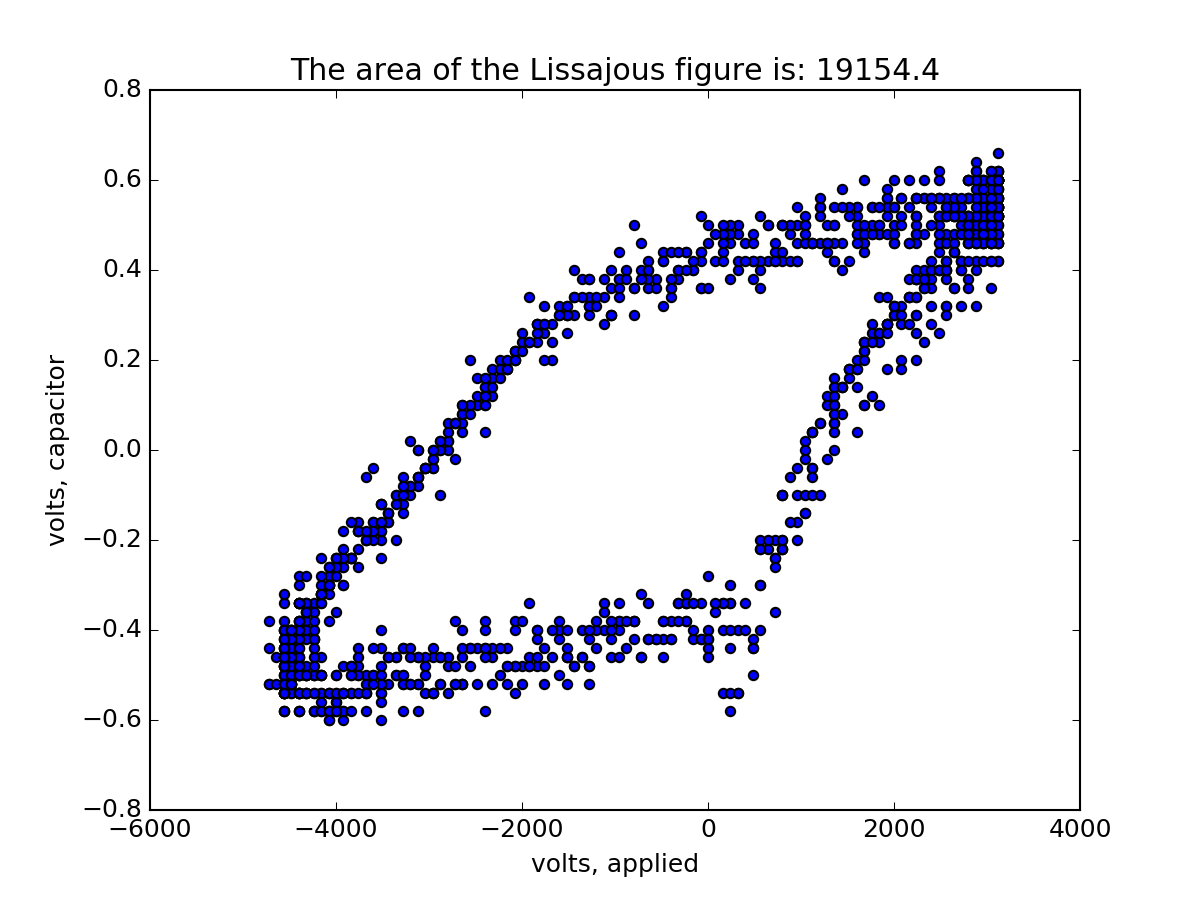 The area of the Lissajous figure is: 19154.4
0.8
0.6
0.4
0.2
0.0
−0.2
−0.4
−0.6
−0.8
volts, capacitor
−6000 −4000 −2000 0 2000 4000
volts, applied